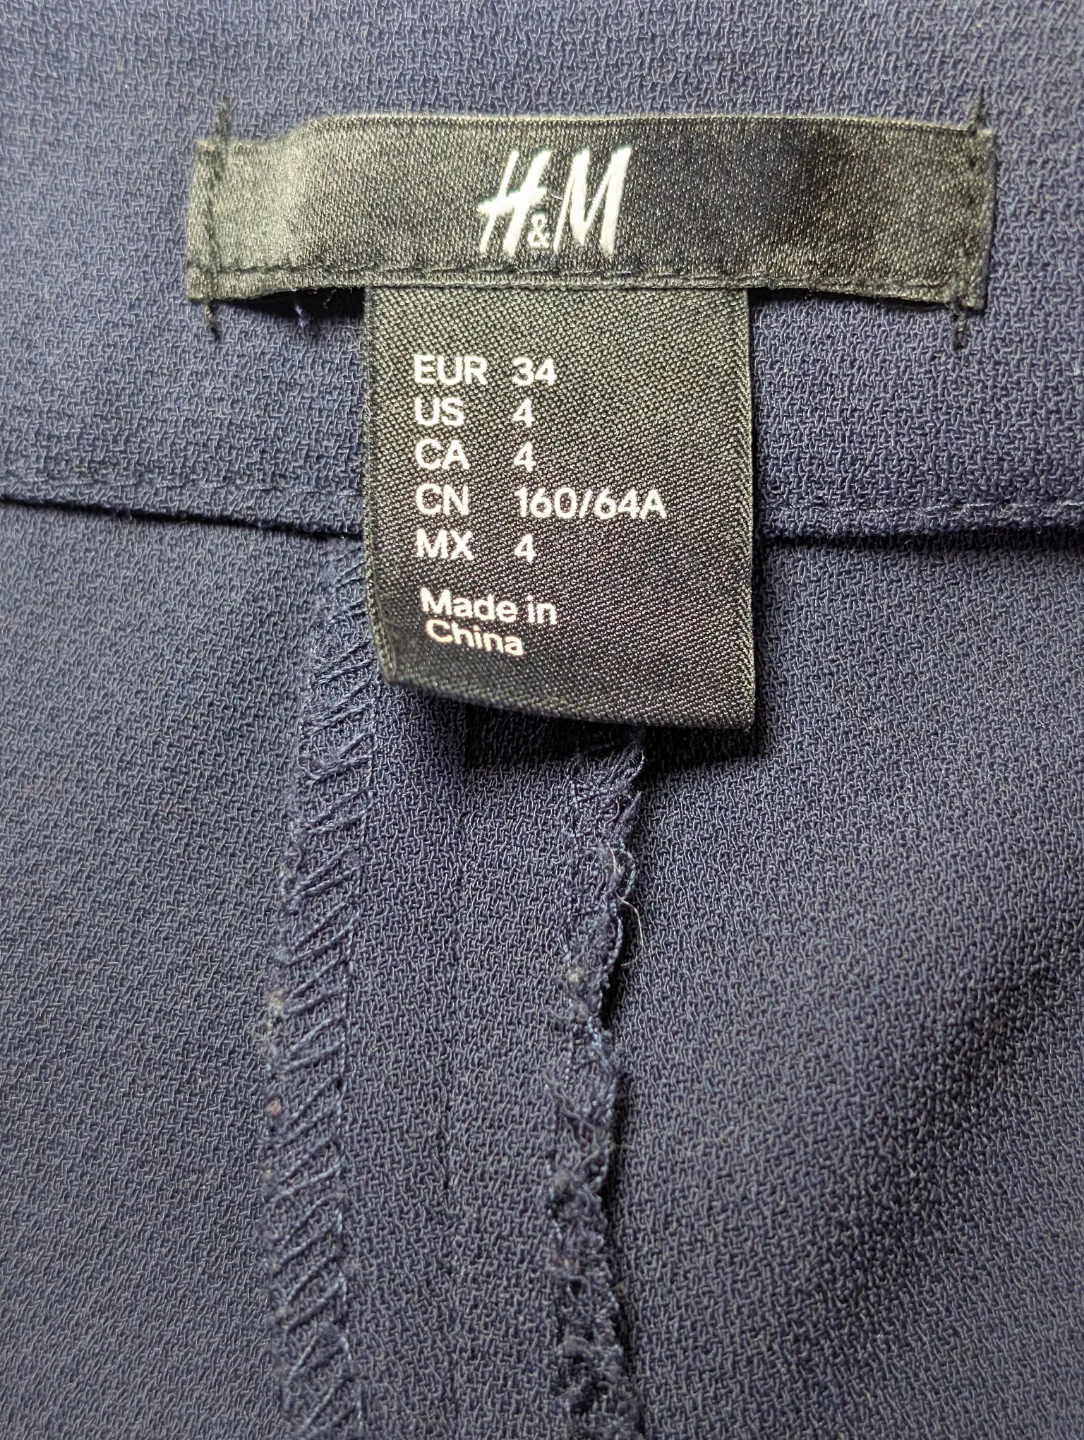 H&M
EUR 34
US 4
CA 4
CN 160/64A
MX 4
Made in
China